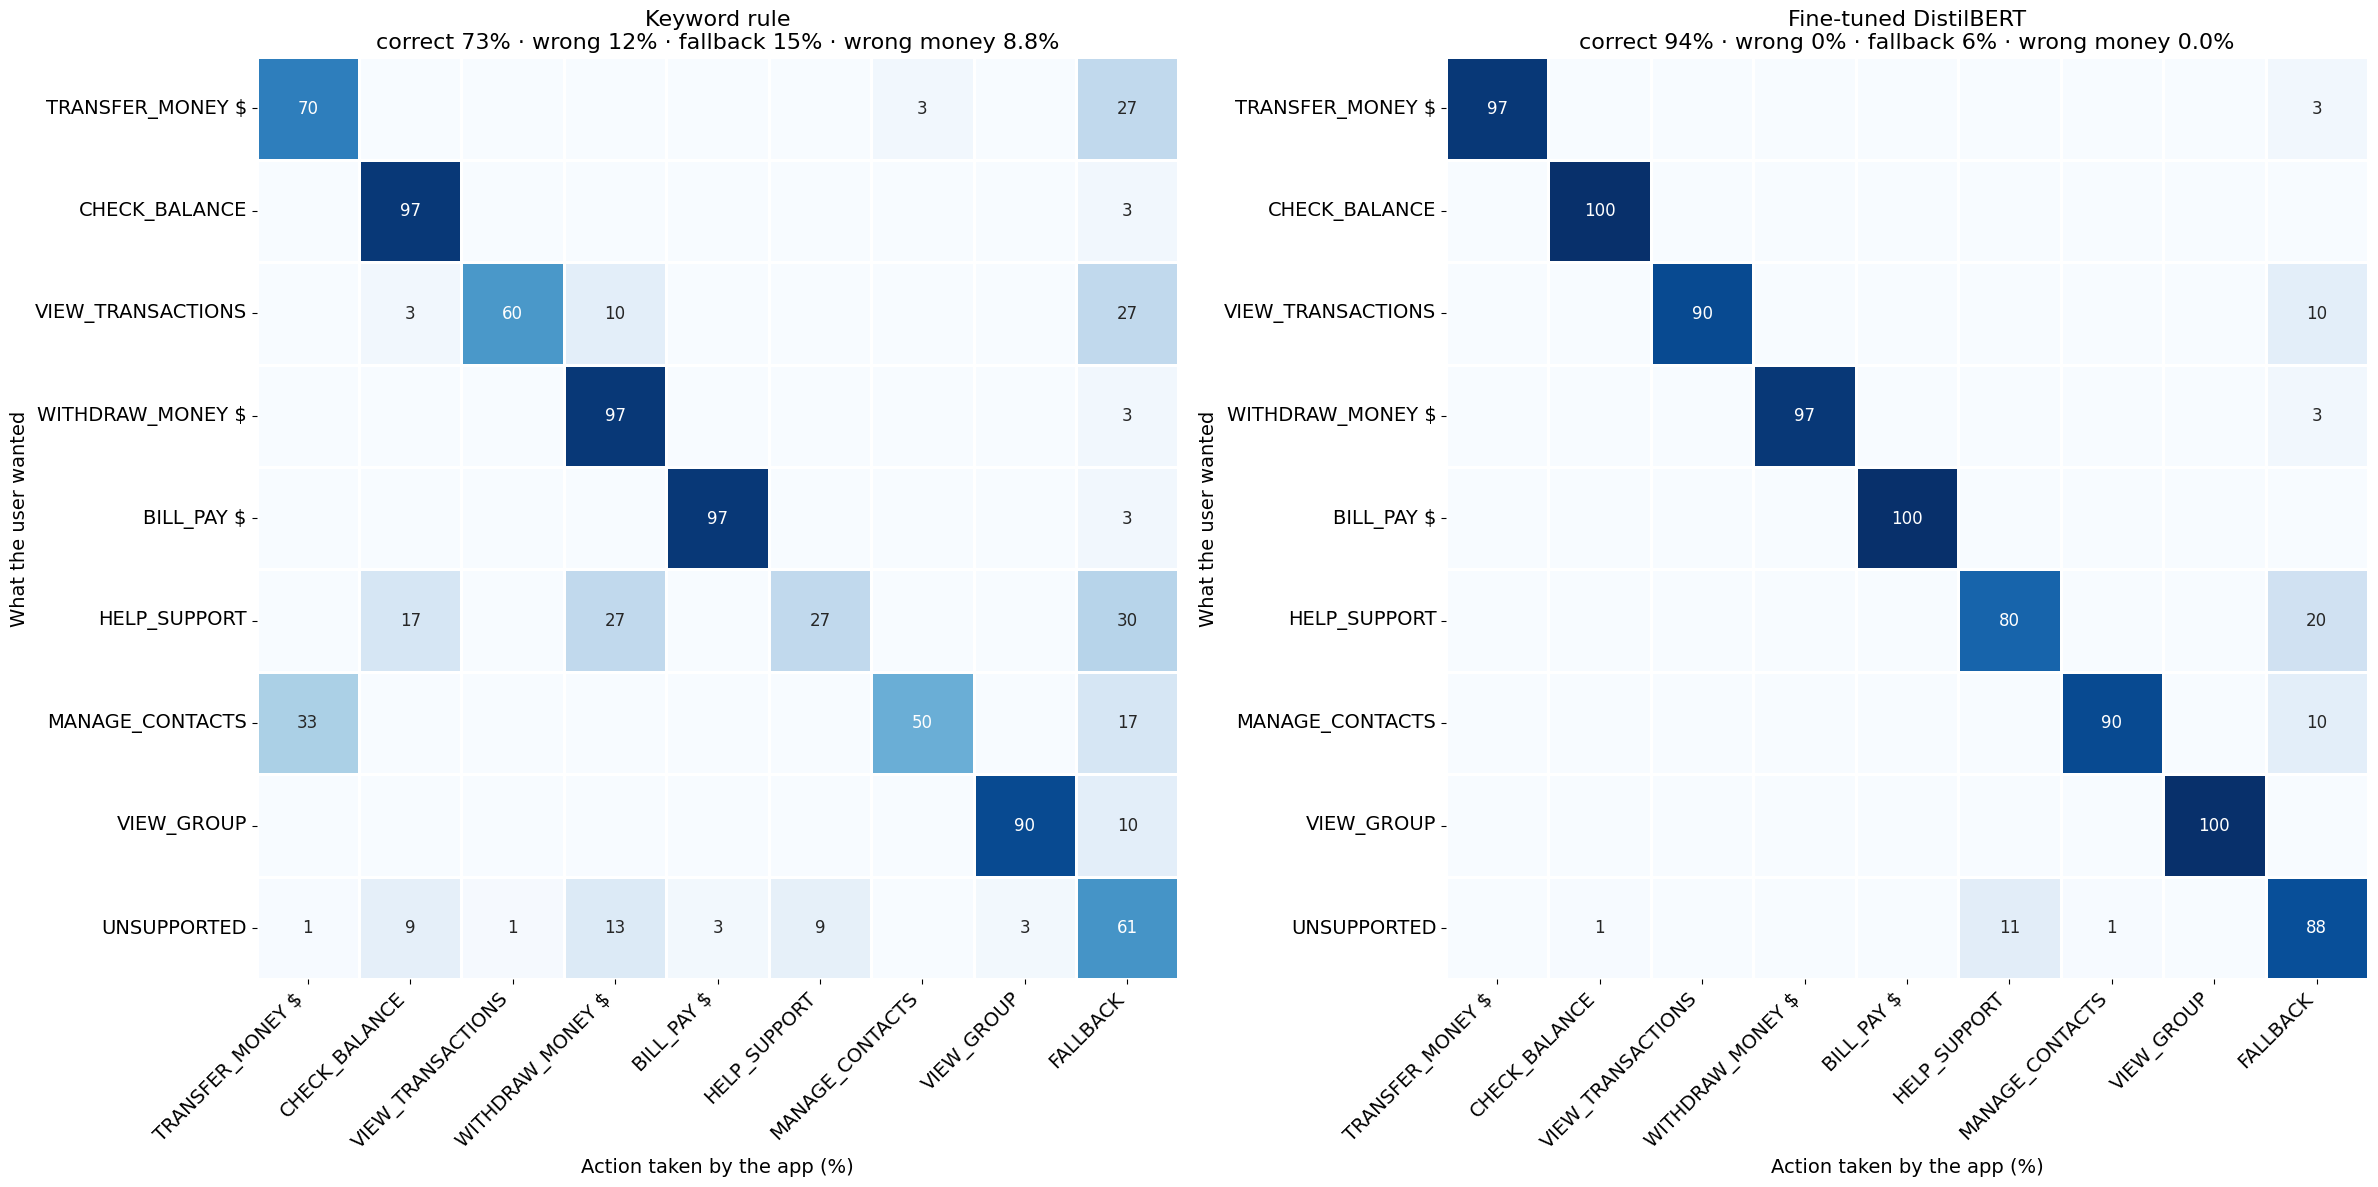 Keyword rule
correct 73% · wrong 12% · fallback 15% · wrong money 8.8%
What the user wanted
TRANSFER_MONEY $ 70 3 27
CHECK_BALANCE 97 3
VIEW_TRANSACTIONS 3 60 10 27
WITHDRAW_MONEY $ 97 3
BILL_PAY $ 97 3
HELP_SUPPORT 17 27 27 30
MANAGE_CONTACTS 33 50 17
VIEW_GROUP 90 10
UNSUPPORTED 1 9 1 13 3 9 3 61
TRANSFER_MONEY $
CHECK_BALANCE
VIEW_TRANSACTIONS
WITHDRAW_MONEY $
BILL_PAY $
HELP_SUPPORT
MANAGE_CONTACTS
VIEW_GROUP
FALLBACK
Action taken by the app (%)
Fine-tuned DistilBERT
correct 94% · wrong 0% · fallback 6% · wrong money 0.0%
What the user wanted
TRANSFER_MONEY $ 97 3
CHECK_BALANCE 100
VIEW_TRANSACTIONS 90 10
WITHDRAW_MONEY $ 97 3
BILL_PAY $ 100
HELP_SUPPORT 80 20
MANAGE_CONTACTS 90 10
VIEW_GROUP 100
UNSUPPORTED 1 11 1 88
TRANSFER_MONEY $
CHECK_BALANCE
VIEW_TRANSACTIONS
WITHDRAW_MONEY $
BILL_PAY $
HELP_SUPPORT
MANAGE_CONTACTS
VIEW_GROUP
FALLBACK
Action taken by the app (%)